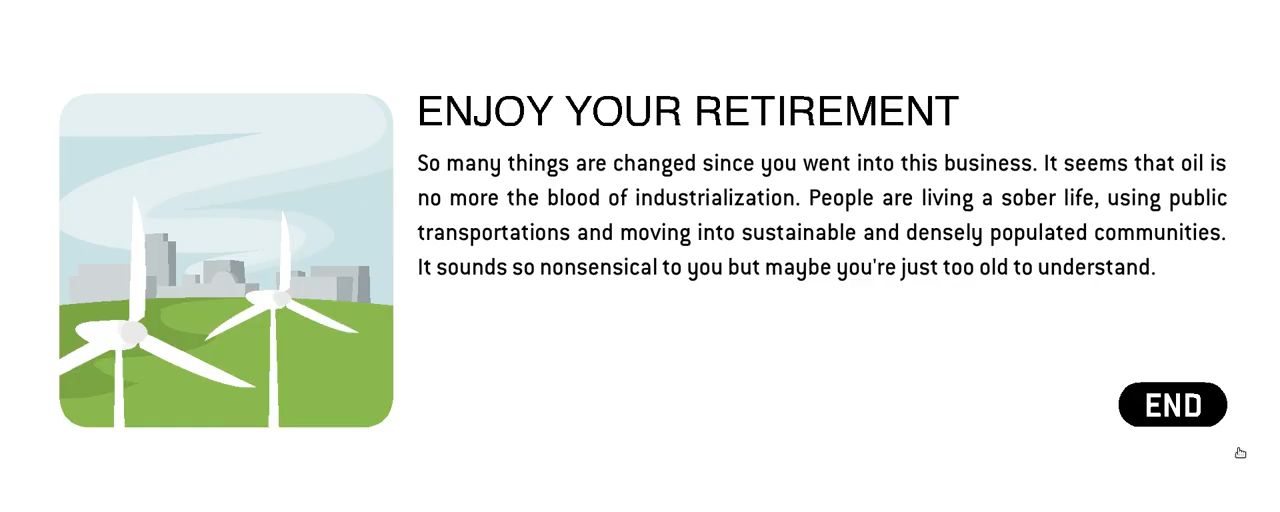 ENJOY YOUR RETIREMENT
So many things are changed since you went into this business. It seems that oil is
no more the blood of industrialization. People are living a sober life, using public
transportations and moving into sustainable and densely populated communities.
It sounds so nonsensical to you but maybe you're just too old to understand.
END